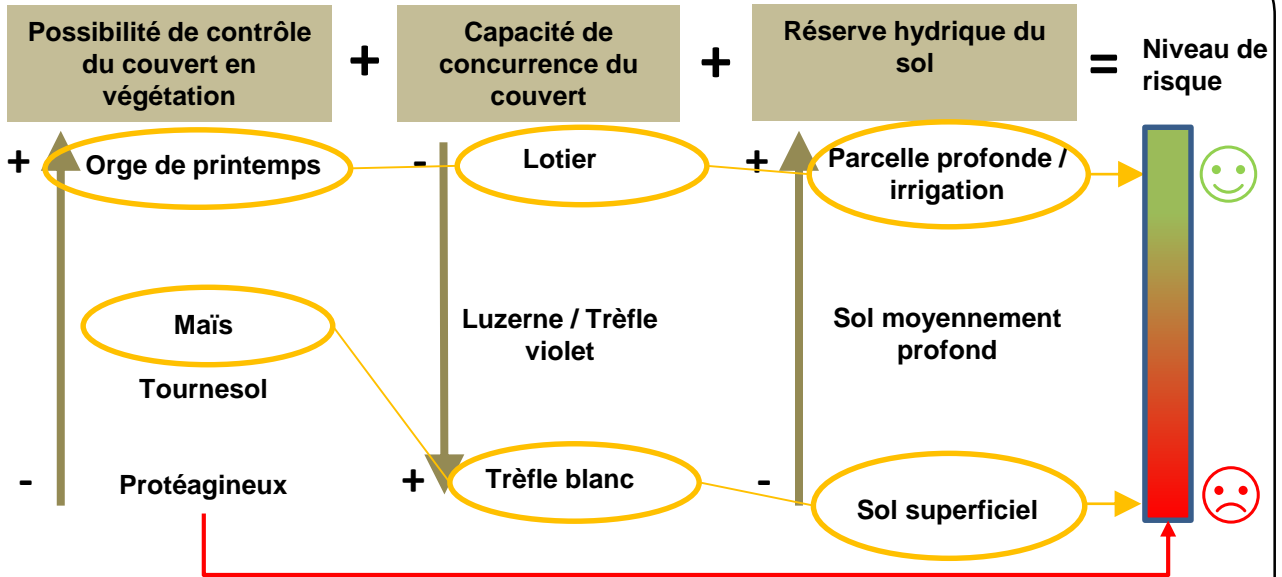 Possibilité de contrôle
du couvert en
végétation
+
Capacité de
concurrence du
couvert
+
Réserve hydrique du
sol
=
Niveau de
risque
+
Orge de printemps
-
Lotier
+
Parcelle profonde /
irrigation
Maïs
Luzerne / Trèfle
violet
Sol moyennement
profond
Tournesol
-
Protéagineux
+
Trèfle blanc
-
Sol superficiel